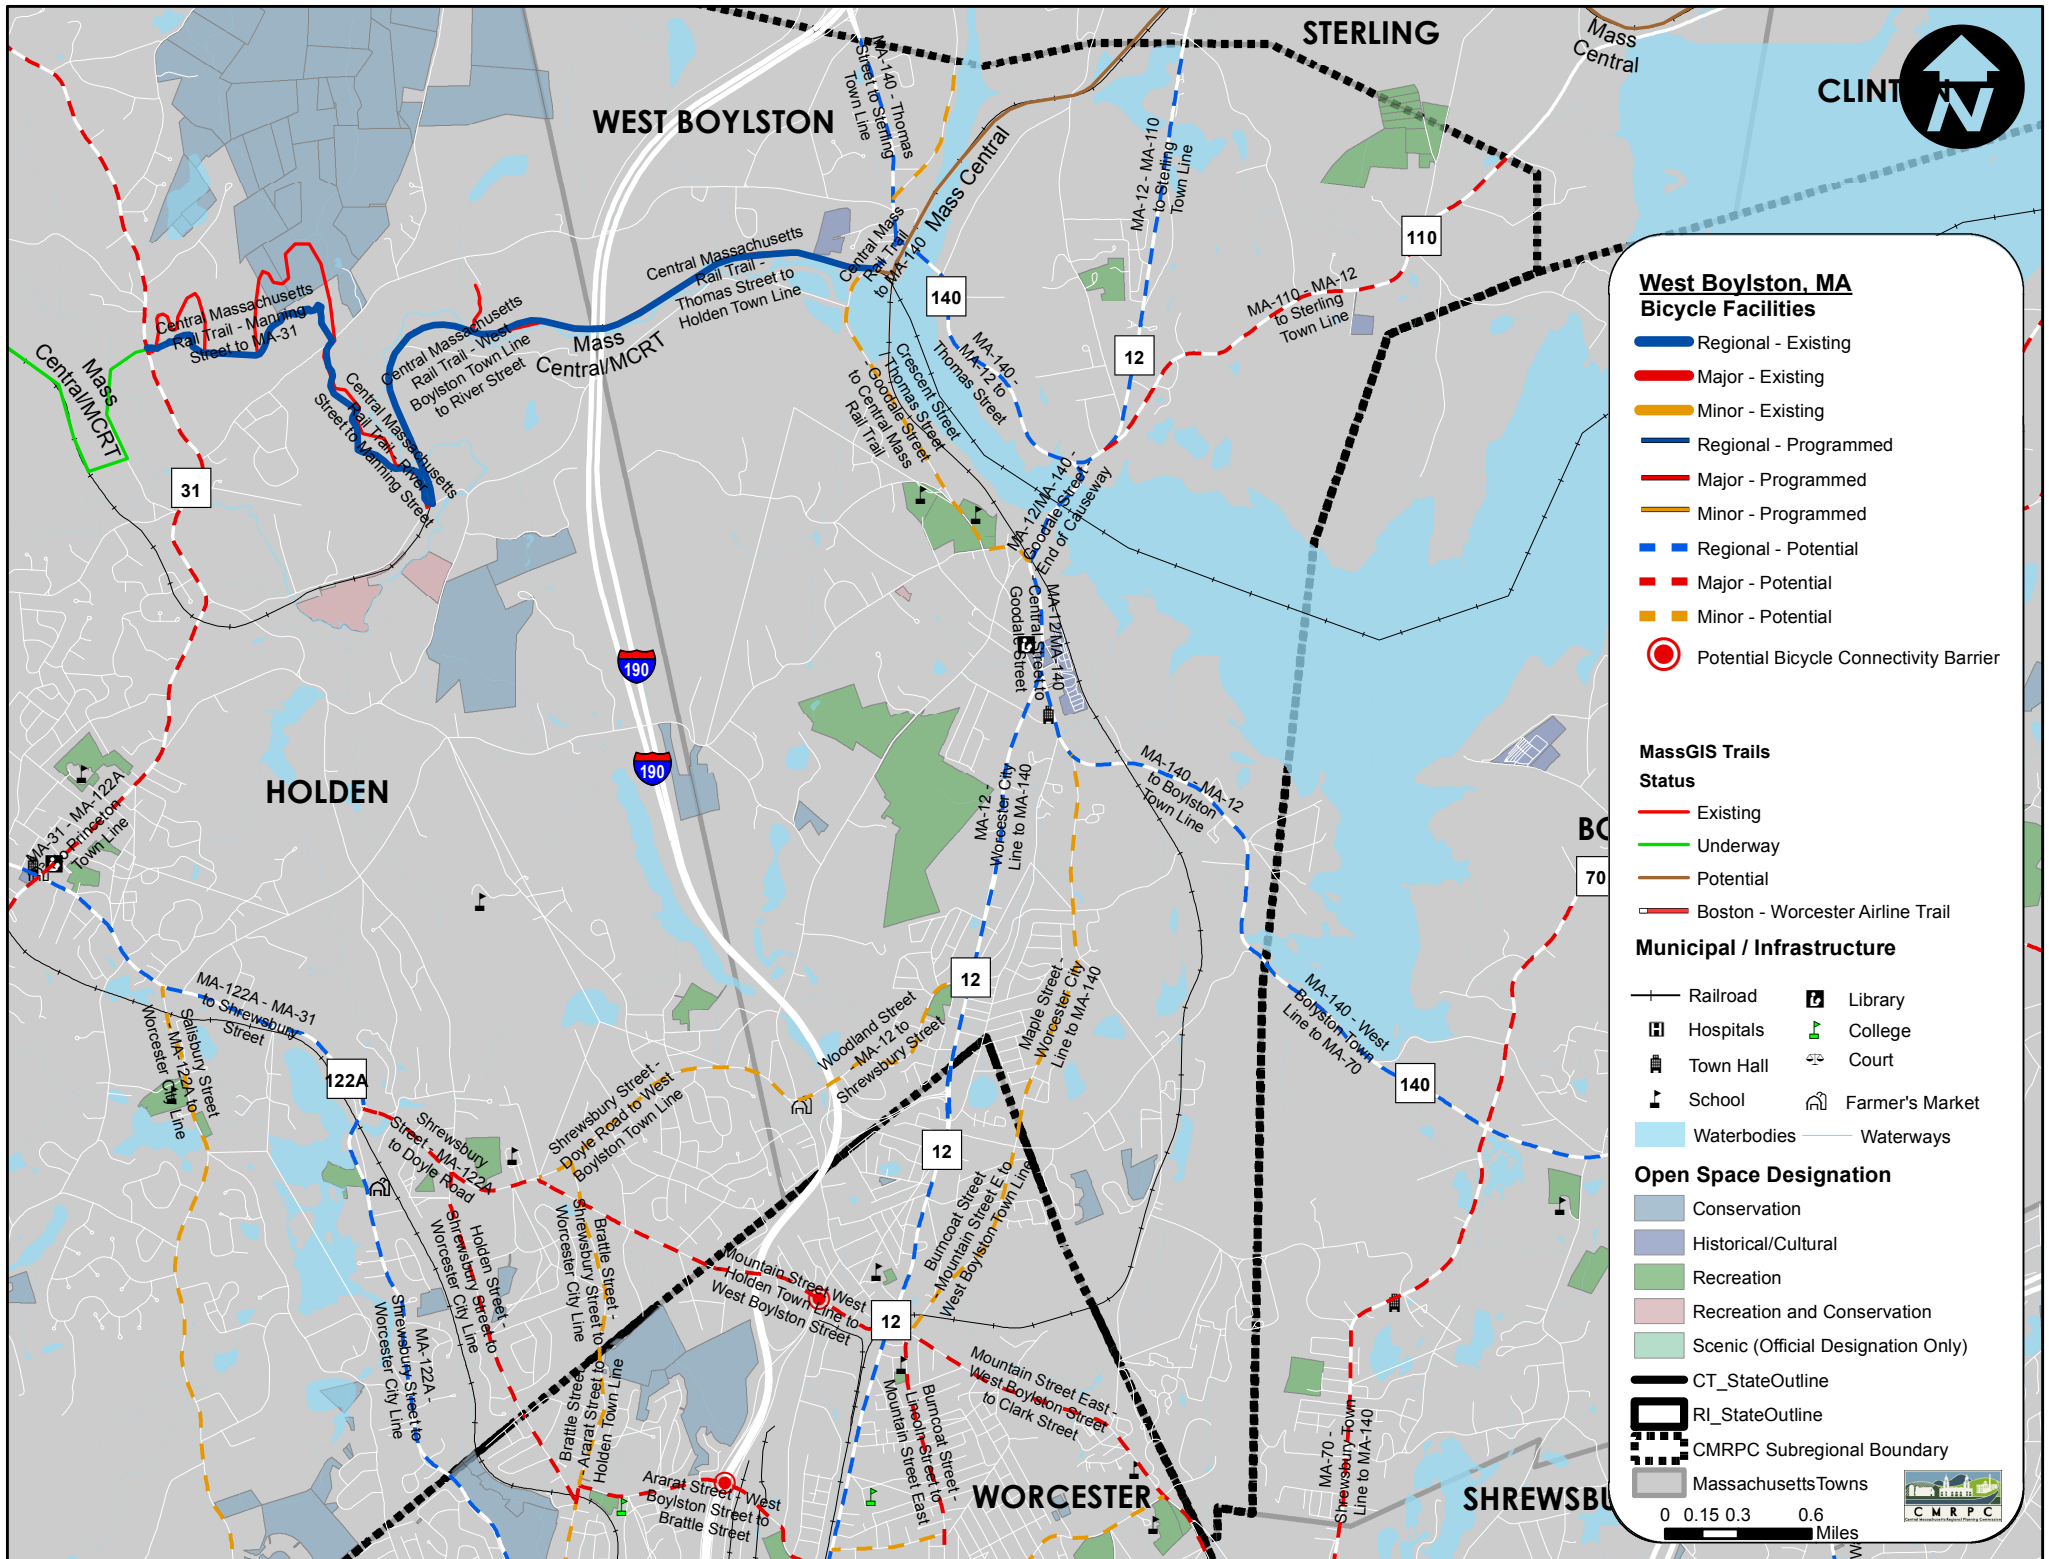 STERLING
Mass
Central
CLINT
N
WEST BOYLSTON
MA-140 - Thomas
Street to Sterling
Town Line
Mass Central
MA-12 - MA-110
to Sterling
Town Line
110
Central Massachusetts
Rail Trail -
Thomas Street to
Holden Town Line
Central Mass
Rail Trail
to MA-140
140
MA-110 - MA-12
to Sterling
Town Line
12
Central Massachusetts
Rail Trail - Manning
Street to MA-31
Central Massachusetts
Rail Trail - West
Boylston Town Line
to River Street
Mass
Central/MCRT
Mass
Central/MCRT
Central Massachusetts
Rail Trail - River
Street to Manning Street
31
MA-140 -
MA-12 to
Thomas Street
Crescent Street
/ Thomas Street
- Goodale Street
to Central Mass
Rail Trail
MA-12/MA-140 -
Goodale Street
End of Causeway
MA-12/MA-140
Central Street to
Goodale Street
190
190
HOLDEN
MA-31 - MA-122A
to Princeton
Town Line
MA-12 -
Worcester City
Line to MA-140
MA-140 - MA-12
to Boylston
Town Line
BO
70
12
MA-122A - MA-31
to Shrewsbury
Street
Salisbury Street
- MA-122A to
Worcester City Line
122A
Woodland Street
- MA-12 to
Shrewsbury Street
Maple Street -
Worcester City
Line to MA-140
MA-140 - West
Bolyston Town
Line to MA-70
140
Shrewsbury
Street - MA-122A
to Doyle Road
Shrewsbury Street -
Doyle Road to West
Boylston Town Line
12
Burncoat Street
- Mountain Street E to
West Boylston Town Line
Holden Street -
Shrewsbury Street to
Worcester City Line
Brattle Street -
Shrewsbury Street to
Worcester City Line
Mountain Street West
- Holden Town Line to
West Boylston Street
12
MA-122A -
Shrewsbury Street to
Worcester City Line
Brattle Street
- Ararat Street to
Holden Town Line
Mountain Street East -
West Boylston Street
to Clark Street
Burncoat Street -
Lincoln Street to
Mountain Street East
Ararat Street - West
Boylston Street to
Brattle Street
WORCESTER
MA-70 -
Shrewsbury Town
Line to MA-140
SHREWSBU
West Boylston, MA
Bicycle Facilities
Regional - Existing
Major - Existing
Minor - Existing
Regional - Programmed
Major - Programmed
Minor - Programmed
Regional - Potential
Major - Potential
Minor - Potential
Potential Bicycle Connectivity Barrier
MassGIS Trails
Status
Existing
Underway
Potential
Boston - Worcester Airline Trail
Municipal / Infrastructure
Railroad
Library
H Hospitals
College
Town Hall
Court
School
Farmer's Market
Waterbodies
Waterways
Open Space Designation
Conservation
Historical/Cultural
Recreation
Recreation and Conservation
Scenic (Official Designation Only)
CT_StateOutline
RI_StateOutline
CMRPC Subregional Boundary
MassachusettsTowns
0 0.15 0.3 0.6
Miles
CMRPC